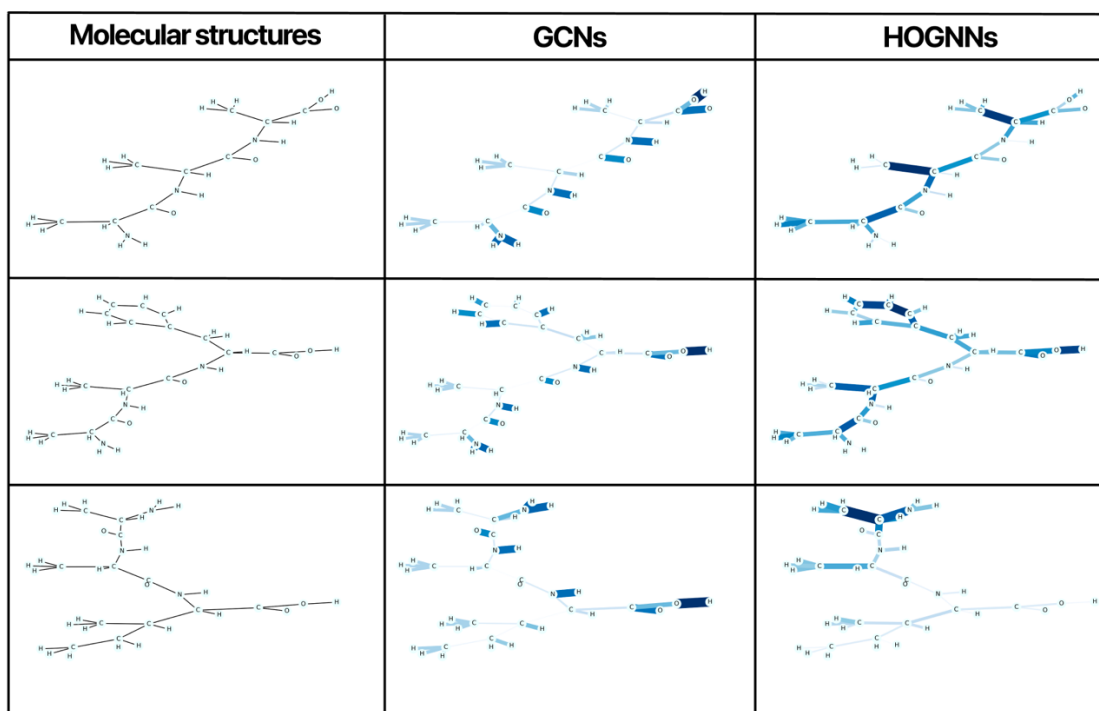 Molecular structures GCNs HOGNNs
H
H H O
H C C O
C H
N H
H
H C O
H C
C H
N H
C O
H
H C C
H H
N
H H
H
H H O
H C C O
C H
N H
H
H C O
H C
C H
N H
C O
H
H C C
H H
N
H H
H
H H O
H C C O
C H
N H
H
H C O
H C
C H
N H
C O
H
H C C
H H
N H
H H
H C C H
H C C
H C C
C H H
C H C O H
O
N H
H C O
H C C
H H
N H
C O
H C C
H H H
N H
H
H C C H
H C C
H C C
C H H
C H C O H
O
N H
H C O
H C C
H H
N H
C O
H C C
H H H
N H
H
H C C H
H C C
H C C
C H H
C H C O H
O
N H
H C O
H C C
H H
N H
C O
H C C
H H H
N H
H
H H H
H C N
C H
O C
N H
H
H C H C
H
C
O
N H
C C O H
H O
H
H C C
H H
H C H
C H
H
H H H
H C N
C H
O C
N H
H
H C H C
H
C
O
N H
C C O H
H O
H
H C C
H H
H C H
C H
H
H H H
H C N
C H
O C
N H
H
H C H C
H
C
O
N H
C C O H
H O
H
H C C
H H
H C H
C H
H